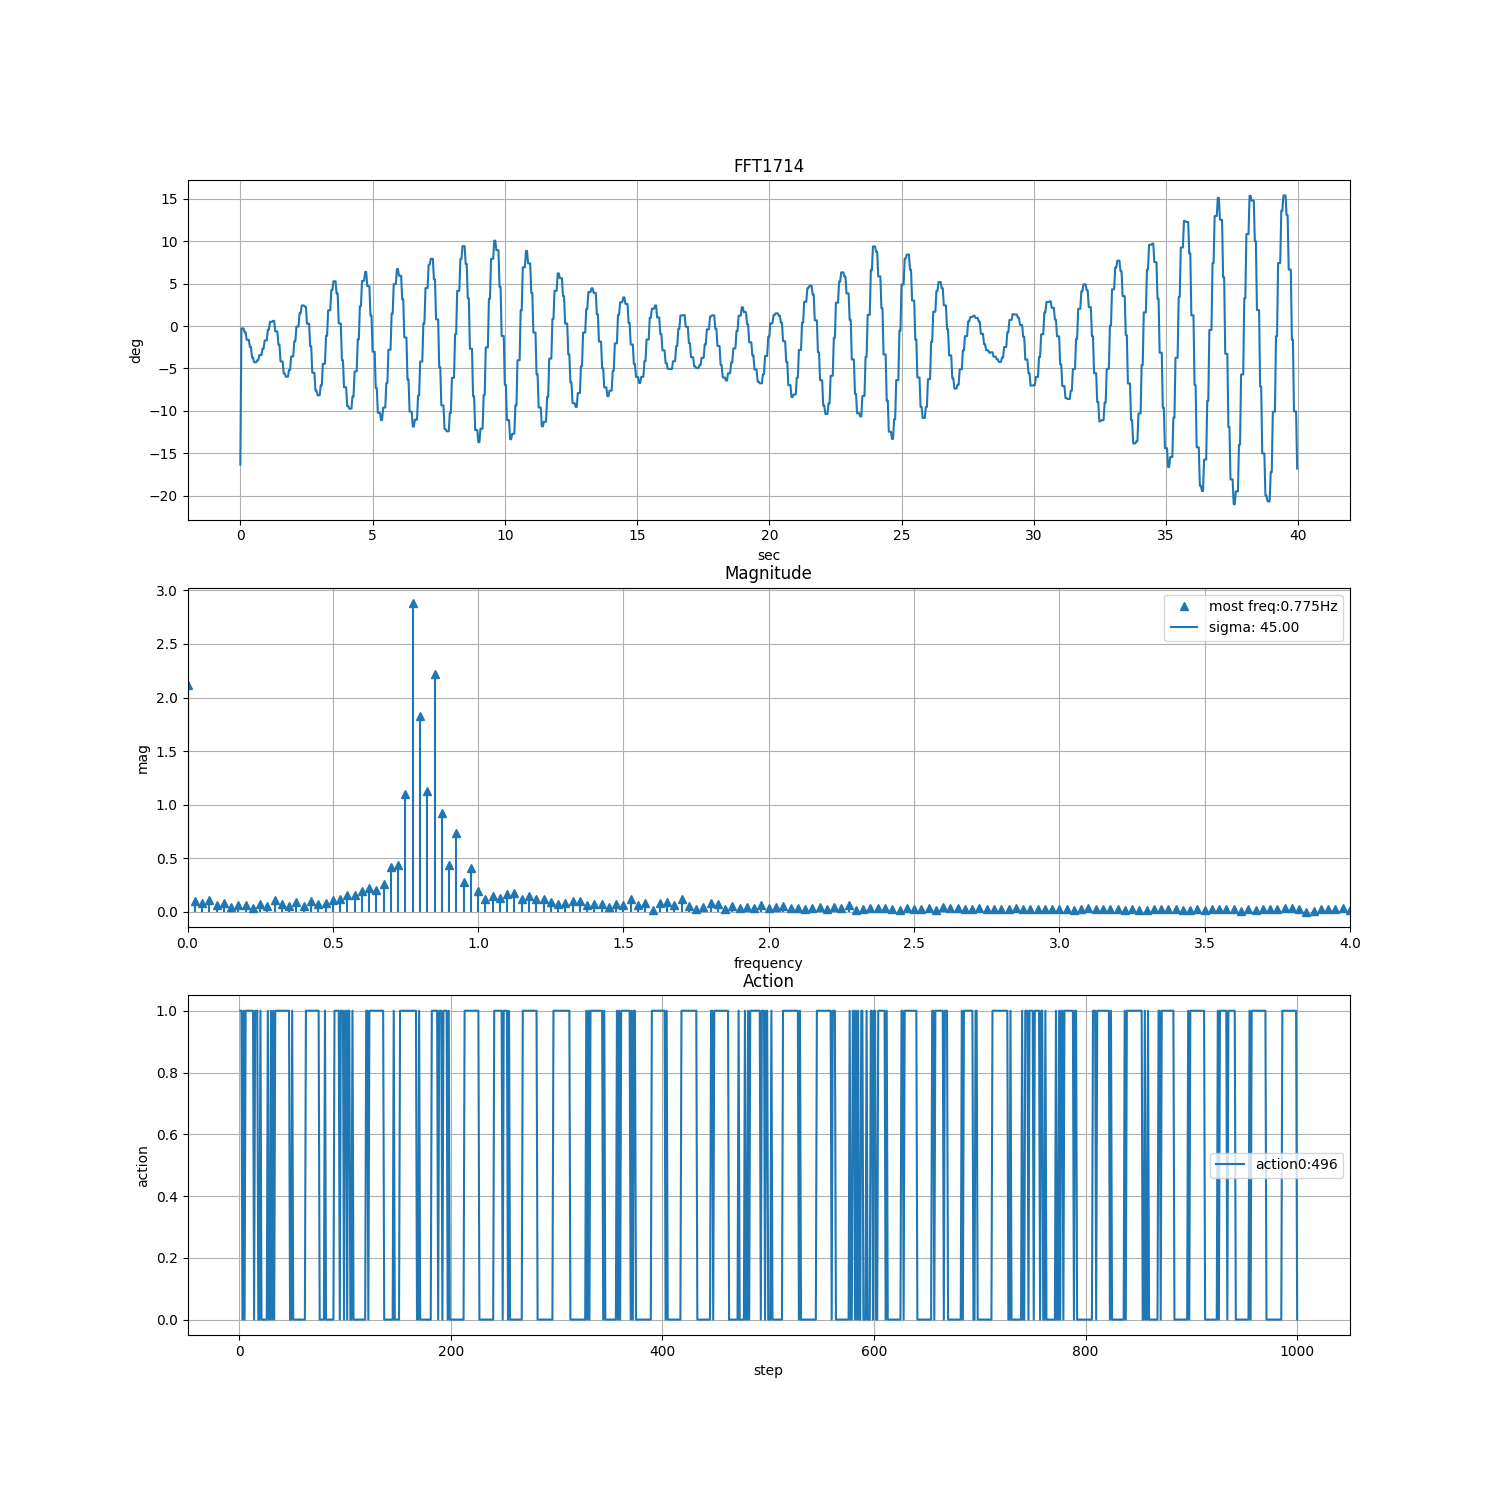 FFT1714
15
10
5
0
−5
−10
−15
−20
deg
0 5 10 15 20 25 30 35 40
sec
Magnitude
3.0
2.5
2.0
1.5
1.0
0.5
0.0
mag
most freq:0.775Hz
sigma: 45.00
0.0 0.5 1.0 1.5 2.0 2.5 3.0 3.5 4.0
frequency
Action
1.0
0.8
0.6
0.4
0.2
0.0
action
action0:496
0 200 400 600 800 1000
step